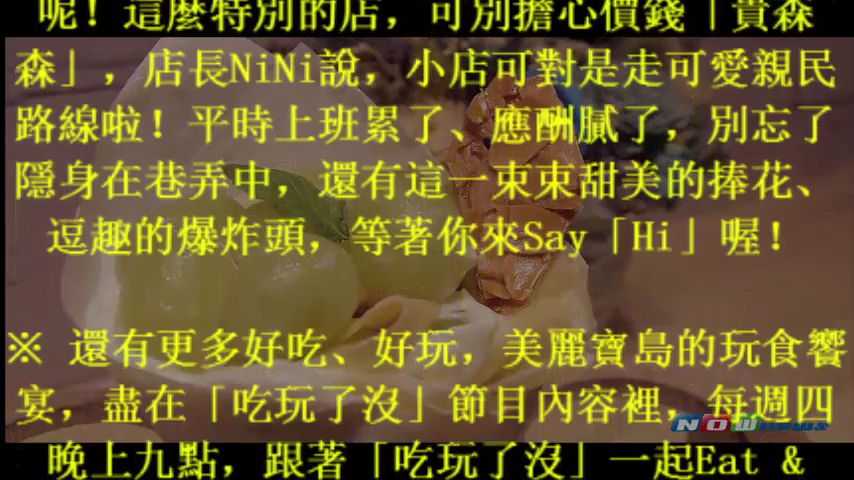 呢！這麼特別的店，可別擔心價錢「貴森
森」，店長NiNi說，小店可對是走可愛親民
路線啦！平時上班累了、應酬膩了，別忘了
隱身在巷弄中，還有這一束束甜美的捧花、
逗趣的爆炸頭，等著你來Say「Hi」喔！
※ 還有更多好吃、好玩，美麗寶島的玩食饗
宴，盡在「吃玩了沒」節目內容裡，每週四
NOWnews
晚上九點，跟著「吃玩了沒」一起Eat &